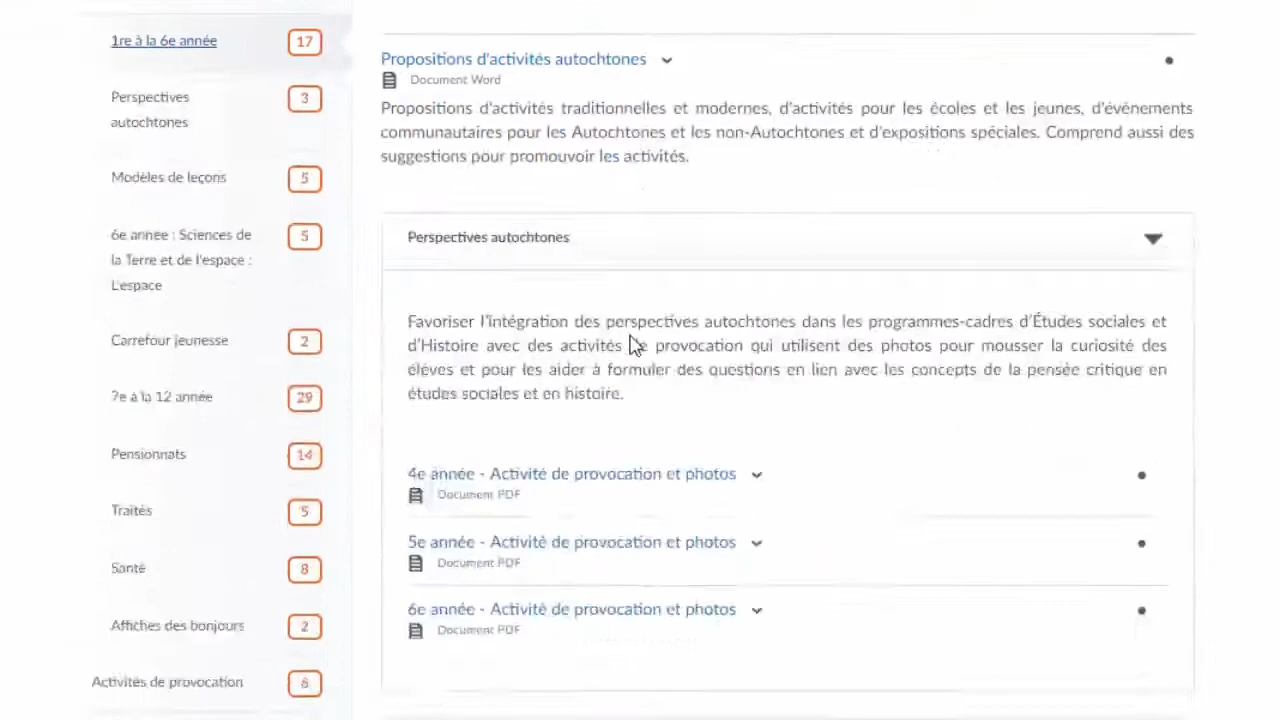 1re à la 6e année
17
Perspectives
autochtones
3
Modèles de leçons
5
6e année : Sciences de
la Terre et de l'espace :
L'espace
5
Carrefour jeunesse
2
7e à la 12 année
29
Pensionnats
14
Traités
5
Santé
8
Affiches des bonjours
2
Activités de provocation
6
Propositions d'activités autochtones
Document Word
Propositions d'activités traditionnelles et modernes, d'activités pour les écoles et les jeunes, d'événements
communautaires pour les Autochtones et les non-Autochtones et d'expositions spéciales. Comprend aussi des
suggestions pour promouvoir les activités.
Perspectives autochtones
Favoriser l'intégration des perspectives autochtones dans les programmes-cadres d'Études sociales et
d'Histoire avec des activités de provocation qui utilisent des photos pour mousser la curiosité des
élèves et pour les aider à formuler des questions en lien avec les concepts de la pensée critique en
études sociales et en histoire.
4e année - Activité de provocation et photos
Document PDF
5e année - Activité de provocation et photos
Document PDF
6e année - Activité de provocation et photos
Document PDF